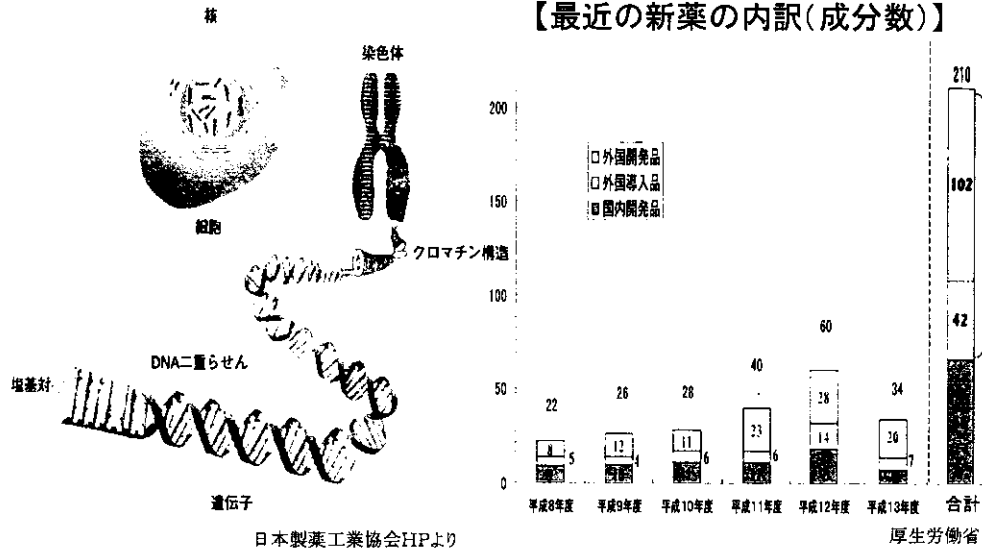 核
染色体
細胞
クロマチン構造
DNA二重らせん
塩基対
遺伝子
日本製薬工業協会HPより
【最近の新薬の内訳(成分数)】
200
150
100
50
0
外国開発品
外国導入品
国内開発品
22
26
28
40
60
34
210
8
5
12
4
11
6
23
6
28
14
20
7
102
42
平成8年度
平成9年度
平成10年度
平成11年度
平成12年度
平成13年度
合計
厚生労働省